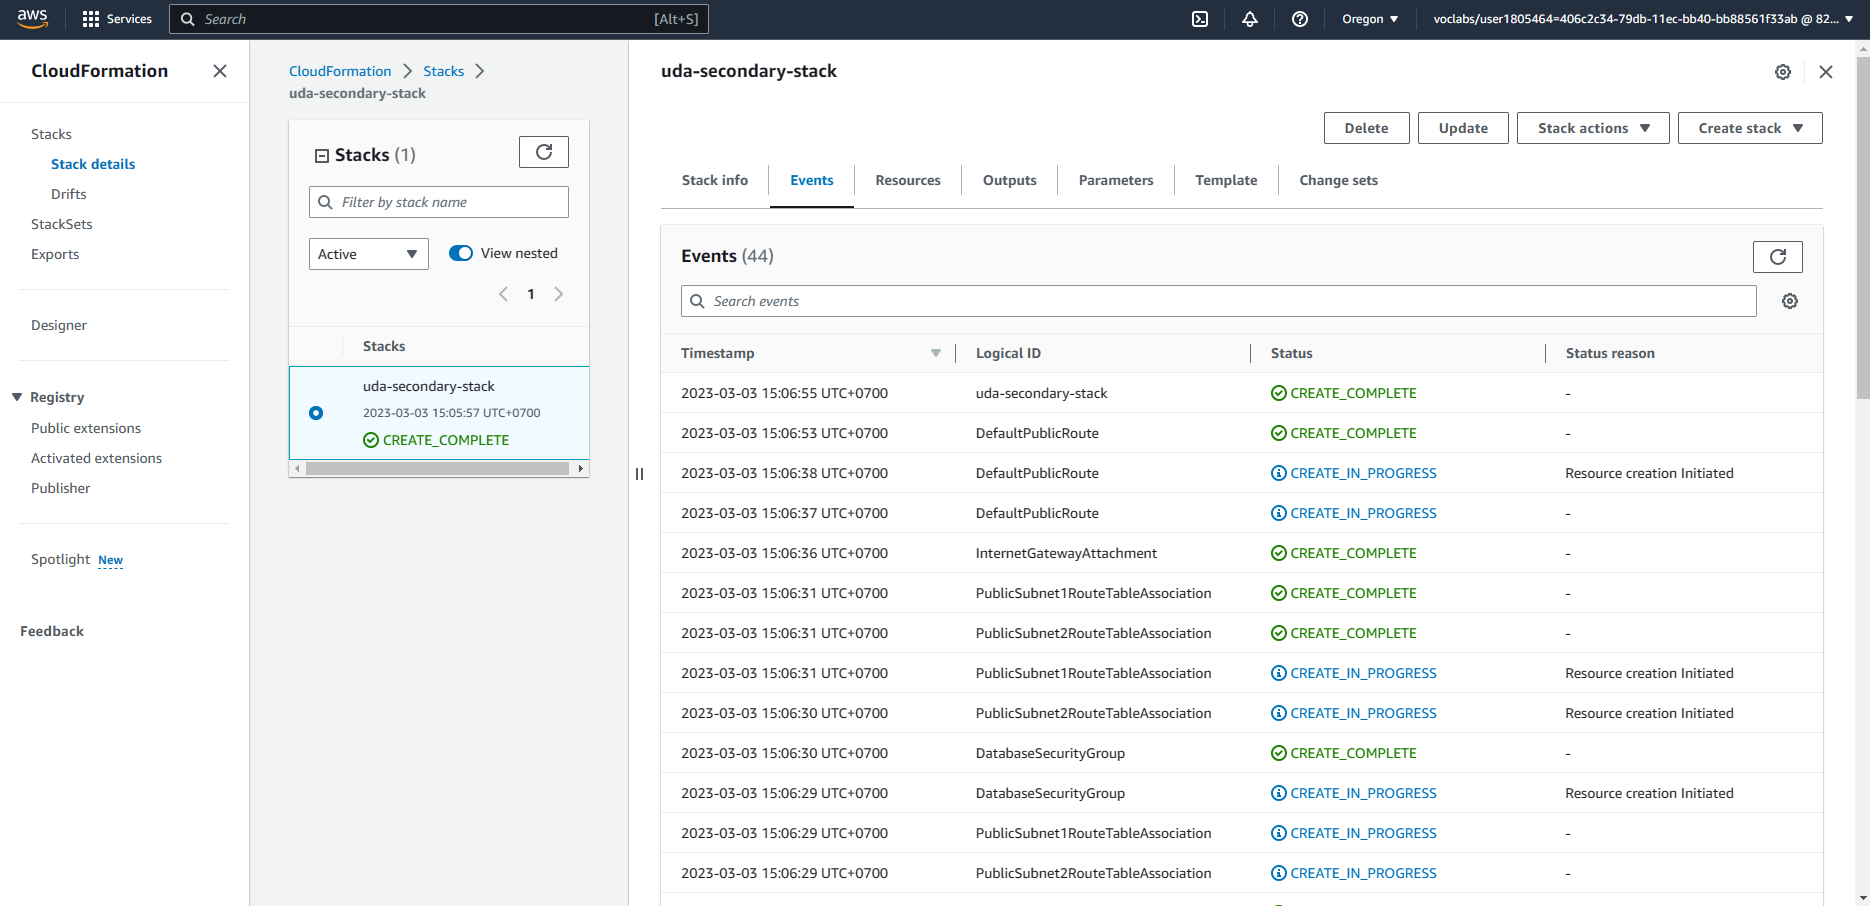 aws Services Search [Alt+S] Oregon voclabs/user1805464=406c2c34-79db-11ec-bb40-bb88561f33ab @ 82...
CloudFormation
Stacks
Stack details
Drifts
StackSets
Exports
Designer
Registry
Public extensions
Activated extensions
Publisher
Spotlight New
Feedback
CloudFormation Stacks
uda-secondary-stack
Stacks (1)
Filter by stack name
Active View nested
1
Stacks
uda-secondary-stack
2023-03-03 15:05:57 UTC+0700
CREATE_COMPLETE
uda-secondary-stack
Delete Update Stack actions Create stack
Stack info Events Resources Outputs Parameters Template Change sets
Events (44)
Search events
Timestamp Logical ID Status Status reason
2023-03-03 15:06:55 UTC+0700 uda-secondary-stack CREATE_COMPLETE -
2023-03-03 15:06:53 UTC+0700 DefaultPublicRoute CREATE_COMPLETE -
2023-03-03 15:06:38 UTC+0700 DefaultPublicRoute CREATE_IN_PROGRESS Resource creation Initiated
2023-03-03 15:06:37 UTC+0700 DefaultPublicRoute CREATE_IN_PROGRESS -
2023-03-03 15:06:36 UTC+0700 InternetGatewayAttachment CREATE_COMPLETE -
2023-03-03 15:06:31 UTC+0700 PublicSubnet1RouteTableAssociation CREATE_COMPLETE -
2023-03-03 15:06:31 UTC+0700 PublicSubnet2RouteTableAssociation CREATE_COMPLETE -
2023-03-03 15:06:31 UTC+0700 PublicSubnet1RouteTableAssociation CREATE_IN_PROGRESS Resource creation Initiated
2023-03-03 15:06:30 UTC+0700 PublicSubnet2RouteTableAssociation CREATE_IN_PROGRESS Resource creation Initiated
2023-03-03 15:06:30 UTC+0700 DatabaseSecurityGroup CREATE_COMPLETE -
2023-03-03 15:06:29 UTC+0700 DatabaseSecurityGroup CREATE_IN_PROGRESS Resource creation Initiated
2023-03-03 15:06:29 UTC+0700 PublicSubnet1RouteTableAssociation CREATE_IN_PROGRESS -
2023-03-03 15:06:29 UTC+0700 PublicSubnet2RouteTableAssociation CREATE_IN_PROGRESS -